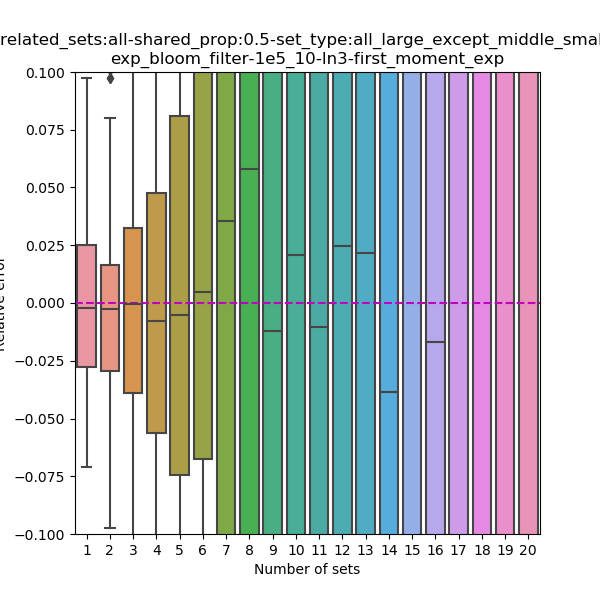 related_sets:all-shared_prop:0.5-set_type:all_large_except_middle_smal
exp_bloom_filter-1e5_10-ln3-first_moment_exp
0.100
0.075
0.050
0.025
0.000
−0.025
−0.050
−0.075
−0.100
Relative error
1 2 3 4 5 6 7 8 9 10 11 12 13 14 15 16 17 18 19 20
Number of sets